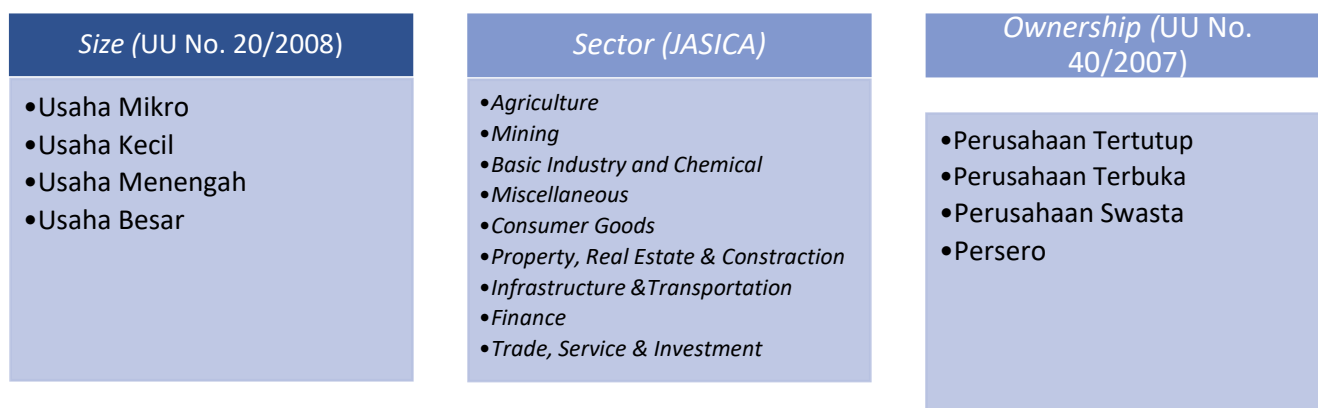 Size (UU No. 20/2008)
•Usaha Mikro
•Usaha Kecil
•Usaha Menengah
•Usaha Besar
Sector (JASICA)
•Agriculture
•Mining
•Basic Industry and Chemical
•Miscellaneous
•Consumer Goods
•Property, Real Estate & Constraction
•Infrastructure &Transportation
•Finance
•Trade, Service & Investment
Ownership (UU No.
40/2007)
•Perusahaan Tertutup
•Perusahaan Terbuka
•Perusahaan Swasta
•Persero